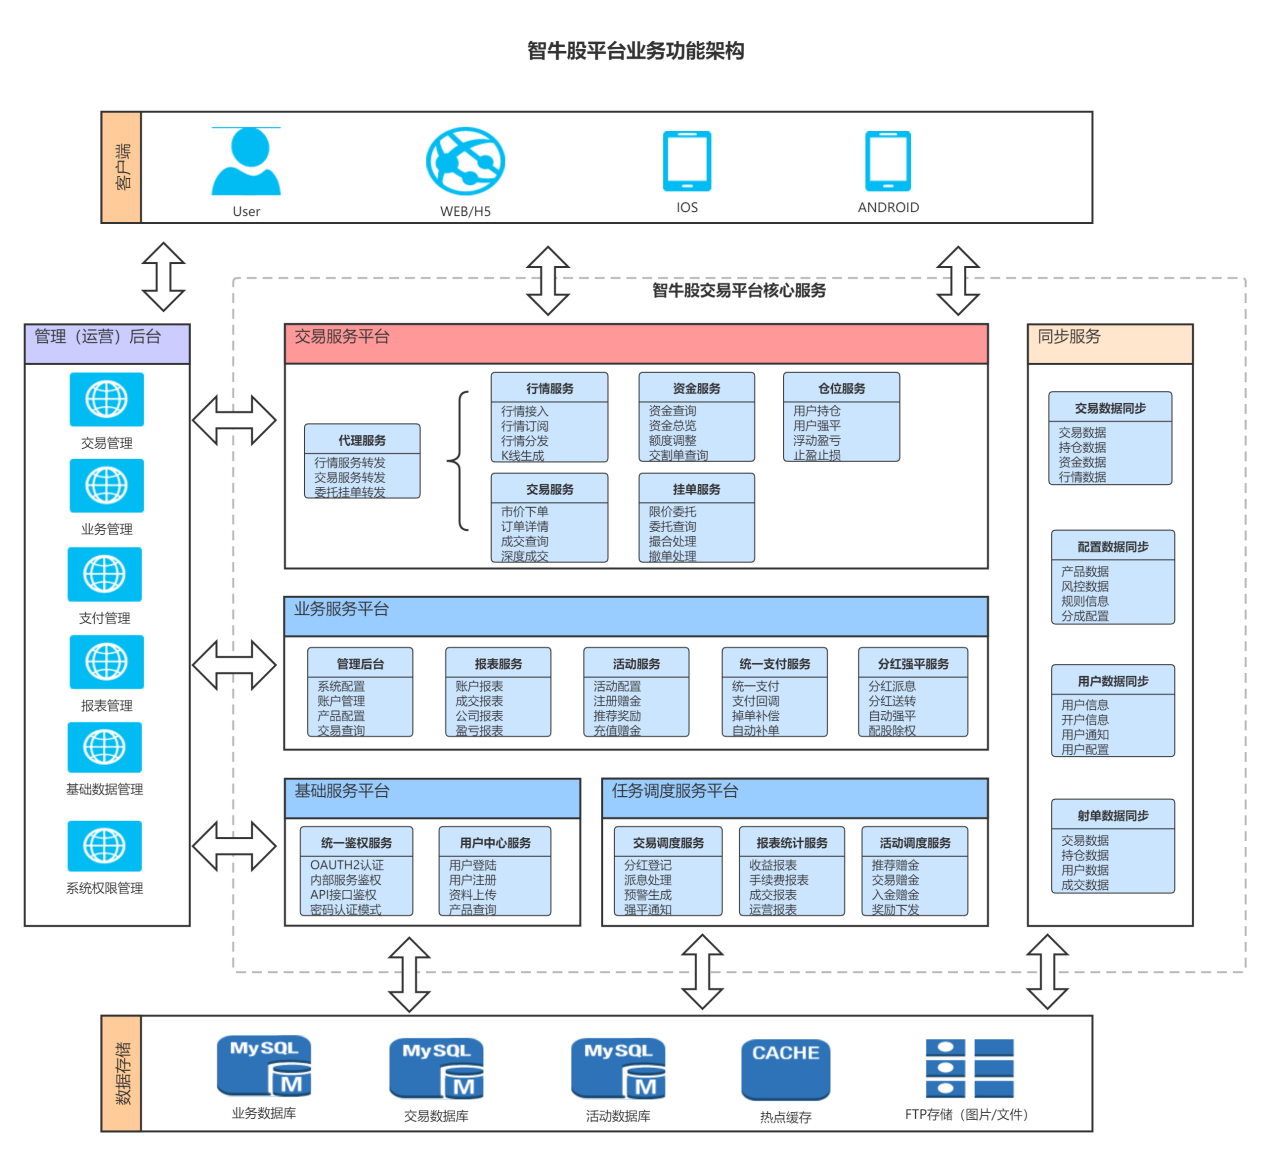 智牛股平台业务功能架构
客户端
User
WEB/H5
IOS
ANDROID
智牛股交易平台核心服务
管理（运营）后台
交易管理
业务管理
支付管理
报表管理
基础数据管理
系统权限管理
交易服务平台
代理服务
行情服务转发
交易服务转发
委托挂单转发
行情服务
行情接入
行情订阅
行情分发
K线生成
资金服务
资金查询
资金总览
额度调整
交割单查询
仓位服务
用户持仓
用户强平
浮动盈亏
止盈止损
交易服务
市价下单
订单详情
成交查询
深度成交
挂单服务
限价委托
委托查询
撮合处理
撤单处理
业务服务平台
管理后台
系统配置
账户管理
产品配置
交易查询
报表服务
账户报表
成交报表
公司报表
盈亏报表
活动服务
活动配置
注册赠金
推荐奖励
充值赠金
统一支付服务
统一支付
支付回调
掉单补偿
自动补单
分红强平服务
分红派息
分红送转
自动强平
配股除权
基础服务平台
统一鉴权服务
OAUTH2认证
内部服务鉴权
API接口鉴权
密码认证模式
用户中心服务
用户登陆
用户注册
资料上传
产品查询
任务调度服务平台
交易调度服务
分红登记
派息处理
预警生成
强平通知
报表统计服务
收益报表
手续费报表
成交报表
运营报表
活动调度服务
推荐赠金
交易赠金
入金赠金
奖励下发
同步服务
交易数据同步
交易数据
持仓数据
资金数据
行情数据
配置数据同步
产品数据
风控数据
规则信息
分成配置
用户数据同步
用户信息
开户信息
用户通知
用户配置
射单数据同步
交易数据
持仓数据
用户数据
成交数据
数据存储
MySQL
M
业务数据库
MySQL
M
交易数据库
MySQL
M
活动数据库
CACHE
热点缓存
FTP存储（图片/文件）